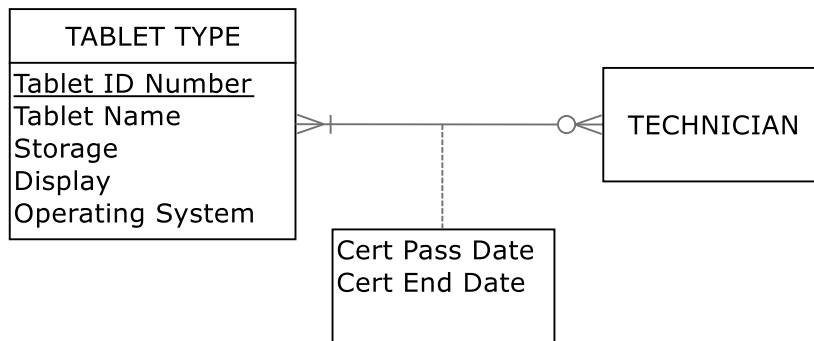 TABLET TYPE
Tablet ID Number
Tablet Name
Storage
Display
Operating System
TECHNICIAN
Cert Pass Date
Cert End Date